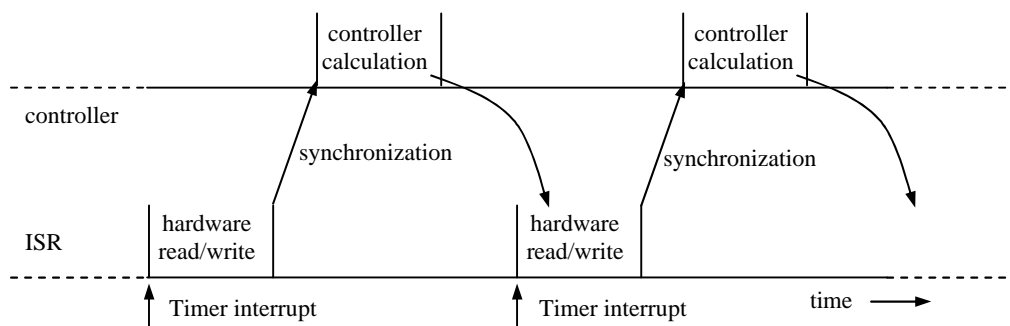 controller
calculation
controller
calculation
controller
synchronization
synchronization
hardware
read/write
hardware
read/write
ISR
Timer interrupt
Timer interrupt
time